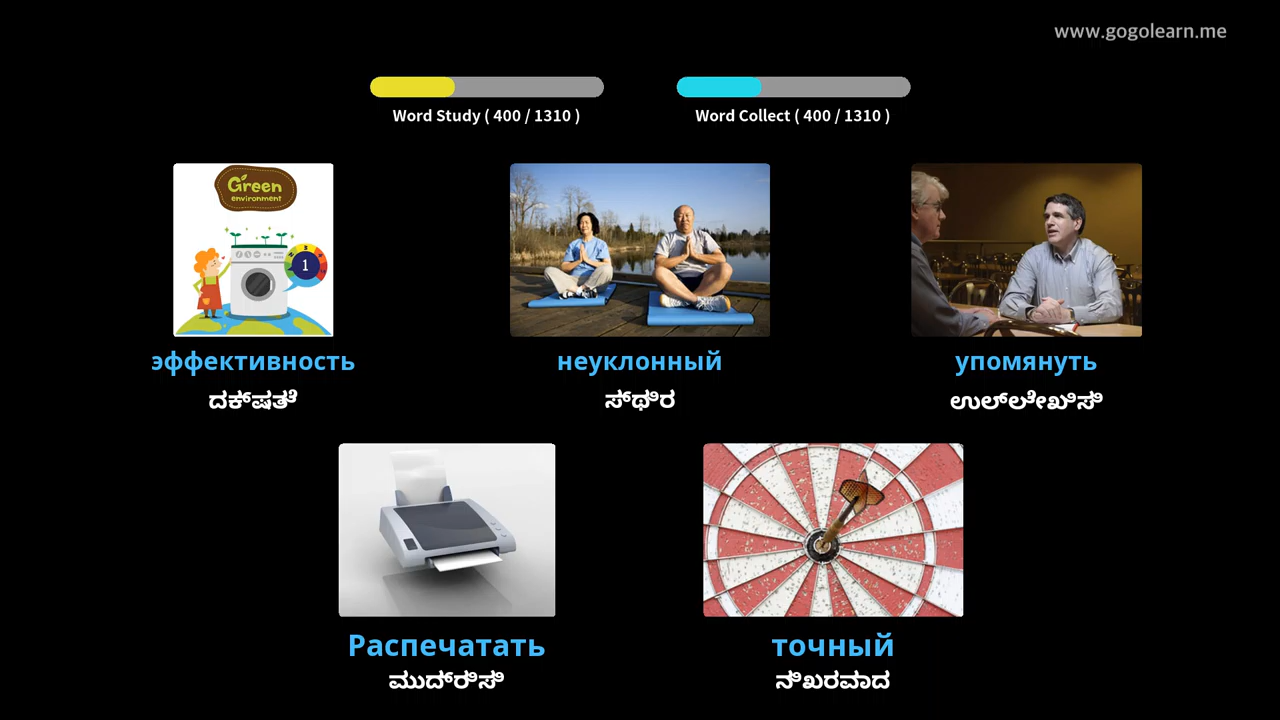 www.gogolearn.me
Word Study ( 400 / 1310 )
Word Collect ( 400 / 1310 )
Green
environment
1
эффективность
неуклонный
упомянуть
ದಕ್‌ಷತೆ
ಸ್‌ಥಿರ
ಉಲ್‌ಲೇಖಿಸಿ
Распечатать
точный
ಮುದ್‌ರಿಸಿ
ನಿಖರವಾದ